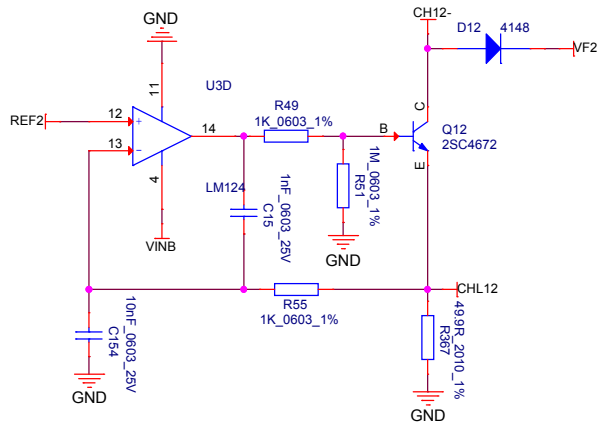 GND
CH12-
D12 4148
VF2
11
U3D
R49
1K_0603_1%
C
REF2
12
+
13
-
14
B
Q12
2SC4672
E
4
LM124
1nF_0603_25V
C15
1M_0603_1%
R51
VINB
GND
CHL12
R55
1K_0603_1%
10nF_0603_25V
C154
49.9R_2010_1%
R367
GND
GND